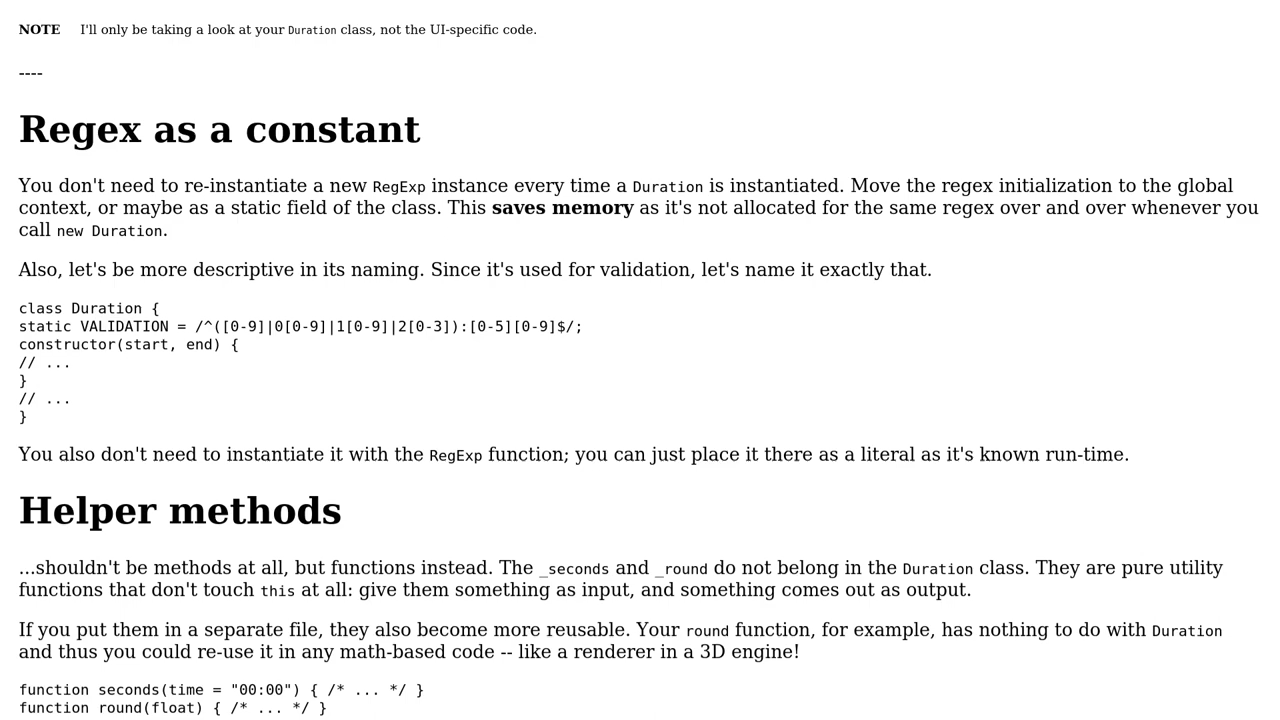 NOTE I'll only be taking a look at your Duration class, not the UI-specific code.
----
Regex as a constant
You don't need to re-instantiate a new RegExp instance every time a Duration is instantiated. Move the regex initialization to the global
context, or maybe as a static field of the class. This saves memory as it's not allocated for the same regex over and over whenever you
call new Duration.
Also, let's be more descriptive in its naming. Since it's used for validation, let's name it exactly that.
class Duration {
static VALIDATION = /^([0-9]|0[0-9]|1[0-9]|2[0-3]):[0-5][0-9]$/;
constructor(start, end) {
// ...
}
// ...
}
You also don't need to instantiate it with the RegExp function; you can just place it there as a literal as it's known run-time.
Helper methods
...shouldn't be methods at all, but functions instead. The _seconds and _round do not belong in the Duration class. They are pure utility
functions that don't touch this at all: give them something as input, and something comes out as output.
If you put them in a separate file, they also become more reusable. Your round function, for example, has nothing to do with Duration
and thus you could re-use it in any math-based code -- like a renderer in a 3D engine!
function seconds(time = "00:00") { /* ... */ }
function round(float) { /* ... */ }